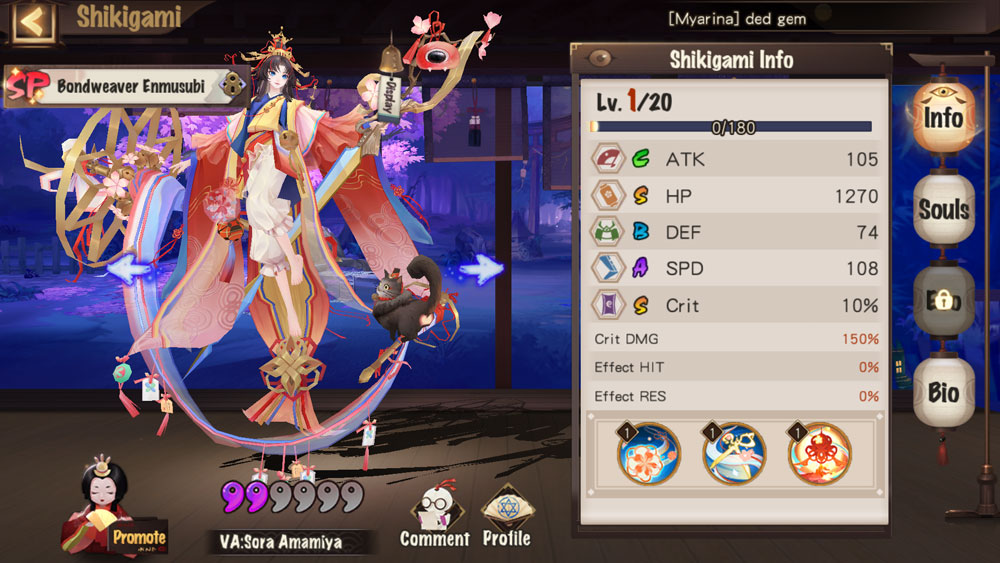 Shikigami
[Myarina] ded gem
SP Bondweaver Enmusubi
Display
Shikigami Info
Lv. 1/20
0/180
C ATK 105
S HP 1270
B DEF 74
A SPD 108
S Crit 10%
Crit DMG 150%
Effect HIT 0%
Effect RES 0%
1 1 1
Info
Souls
Bio
Promote
VA:Sora Amamiya
Comment
Profile